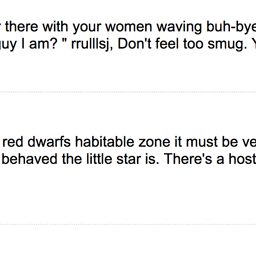 there with your women waving buh-bye
guy I am? " rrulllsj, Don't feel too smug.
red dwarfs habitable zone it must be
behaved the little star is. There's a host